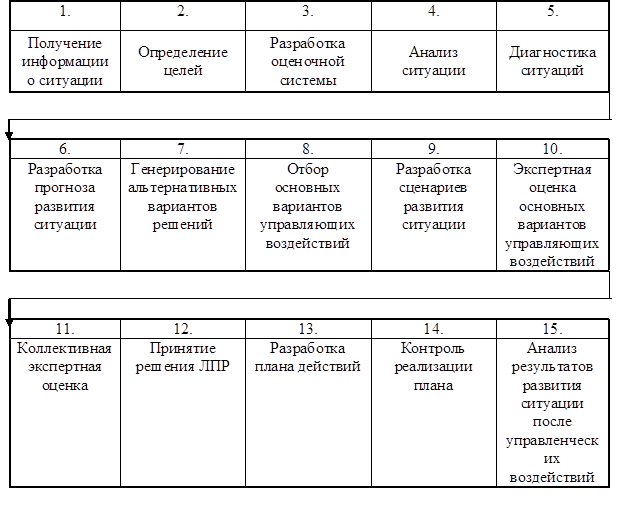 1. 2. 3. 4. 5.
Получение
информации
о ситуации
Определение
целей
Разработка
оценочной
системы
Анализ
ситуации
Диагностика
ситуаций
6. 7. 8. 9. 10.
Разработка
прогноза
развития
ситуации
Генерирование
альтернативных
вариантов
решений
Отбор
основных
вариантов
управляющих
воздействий
Разработка
сценариев
развития
ситуации
Экспертная
оценка
основных
вариантов
управляющих
воздействий
11. 12. 13. 14. 15.
Коллективная
экспертная
оценка
Принятие
решения ЛПР
Разработка
плана действий
Контроль
реализации
плана
Анализ
результатов
развития
ситуации
после
управленческ
их
воздействий